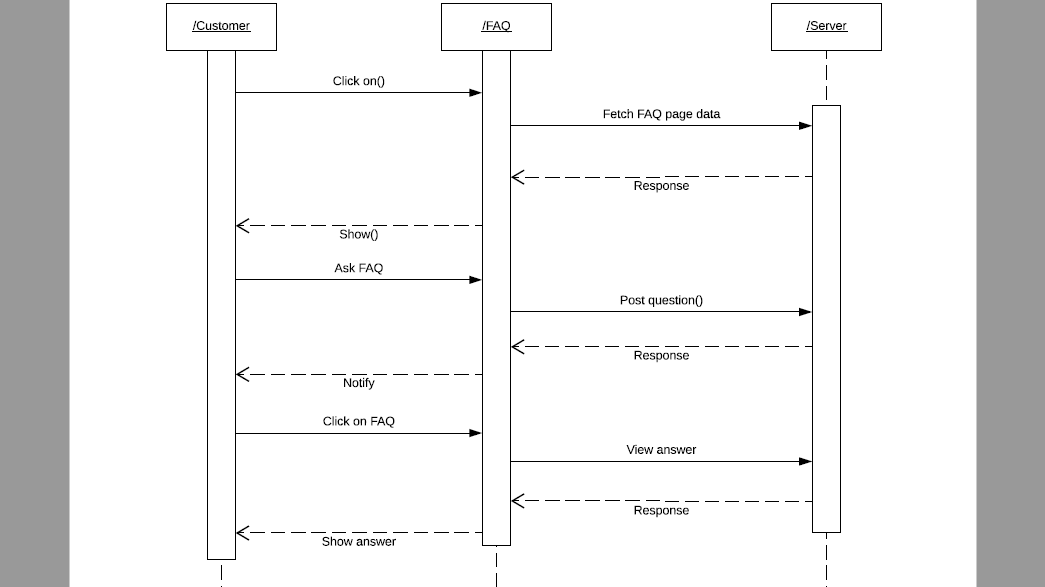 /Customer
/FAQ
/Server
Click on()
Fetch FAQ page data
Response
Show()
Ask FAQ
Post question()
Response
Notify
Click on FAQ
View answer
Response
Show answer